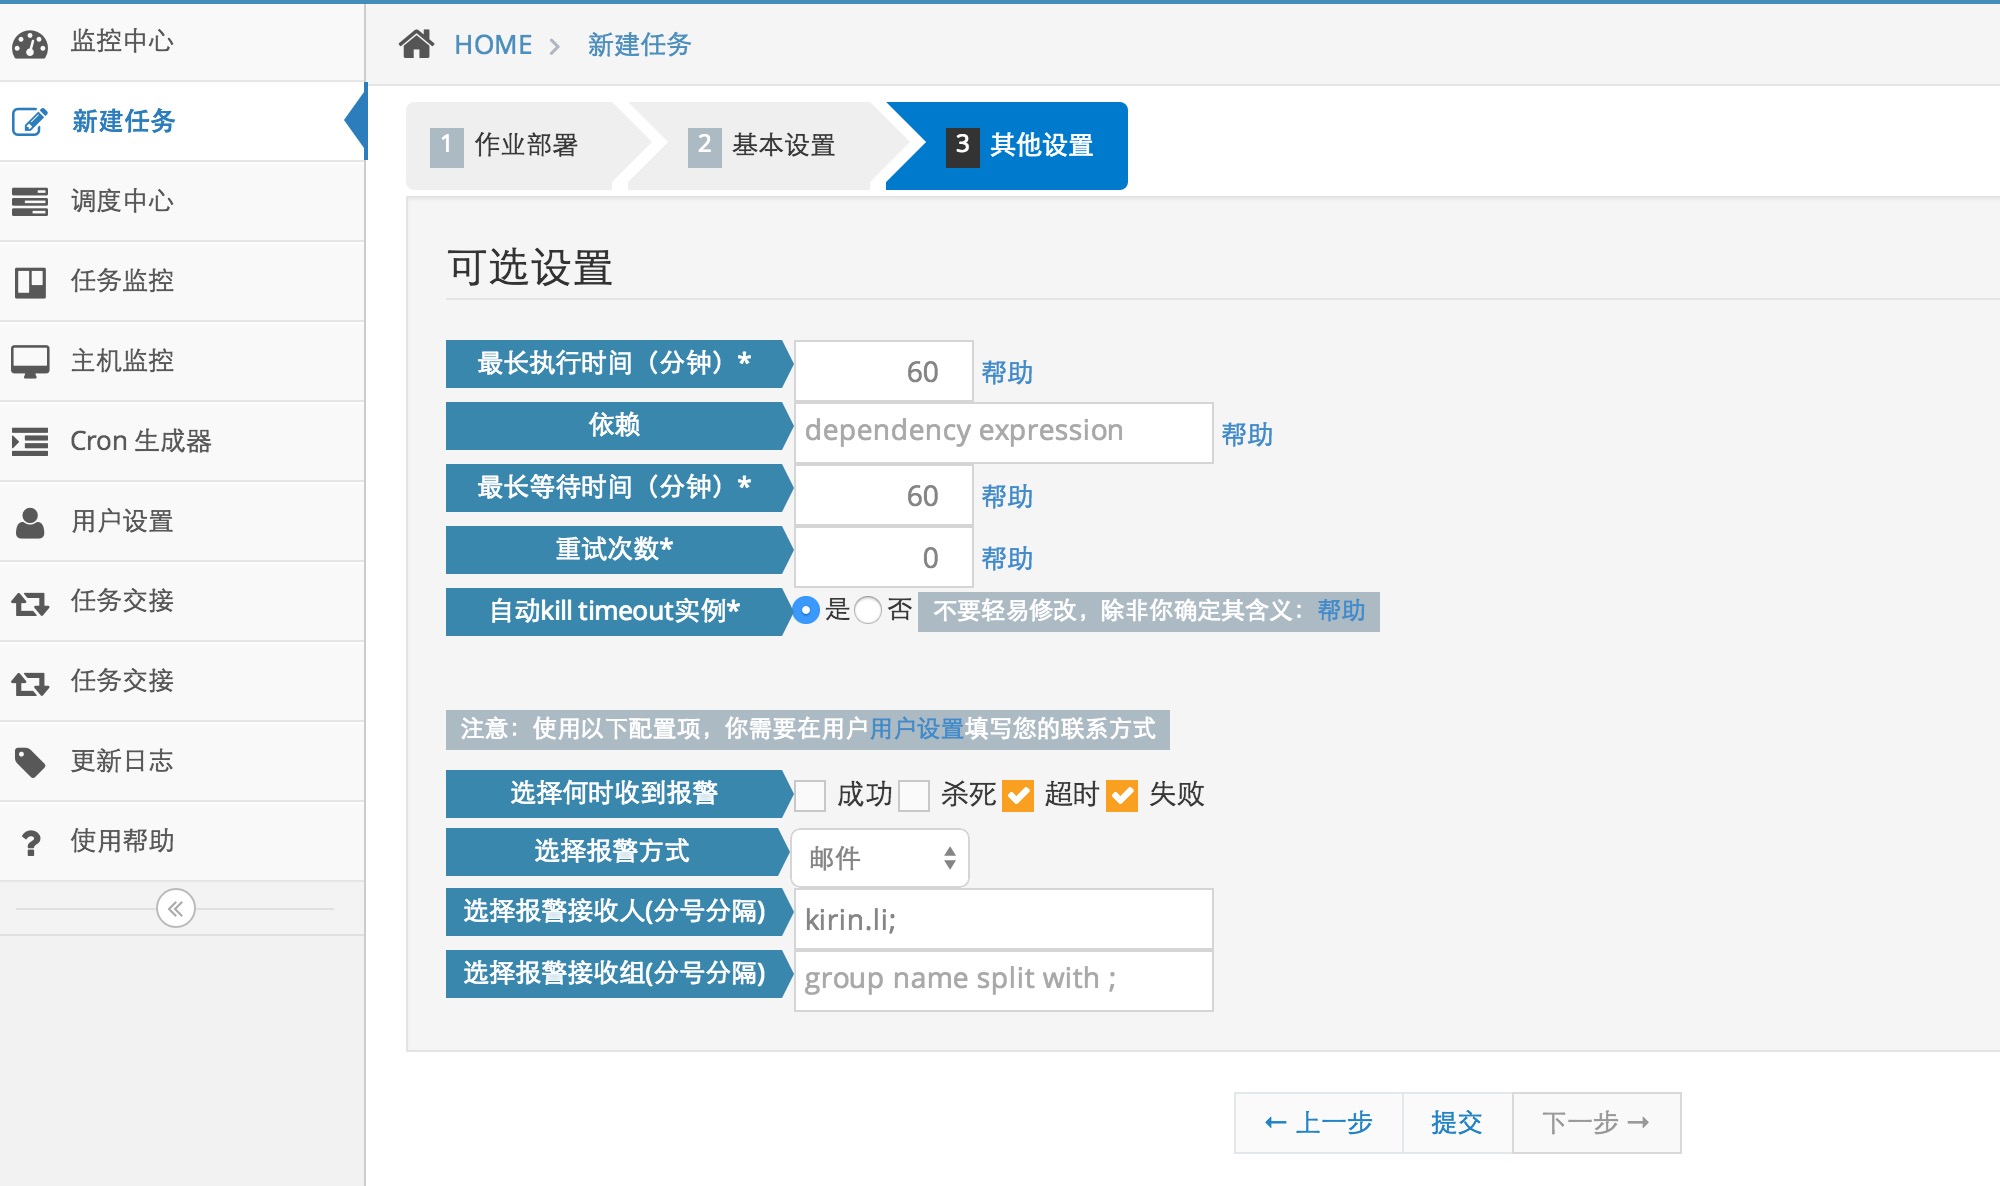 监控中心
新建任务
调度中心
任务监控
主机监控
Cron 生成器
用户设置
任务交接
任务交接
更新日志
使用帮助
HOME 新建任务
1 作业部署 2 基本设置 3 其他设置
可选设置
最长执行时间（分钟）* 60 帮助
依赖 dependency expression 帮助
最长等待时间（分钟）* 60 帮助
重试次数* 0 帮助
自动kill timeout实例* 是 否 不要轻易修改，除非你确定其含义：帮助
注意：使用以下配置项，你需要在用户用户设置填写您的联系方式
选择何时收到报警 成功 杀死 超时 失败
选择报警方式 邮件
选择报警接收人(分号分隔) kirin.li;
选择报警接收组(分号分隔) group name split with ;
← 上一步 提交 下一步 →